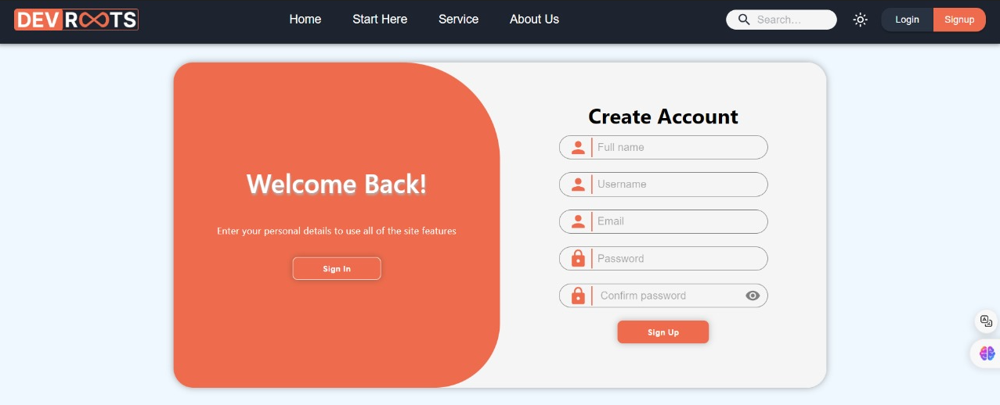 DEVROOTS
Home
Start Here
Service
About Us
Search...
Login
Signup
Welcome Back!
Enter your personal details to use all of the site features
Sign In
Create Account
Full name
Username
Email
Password
Confirm password
Sign Up